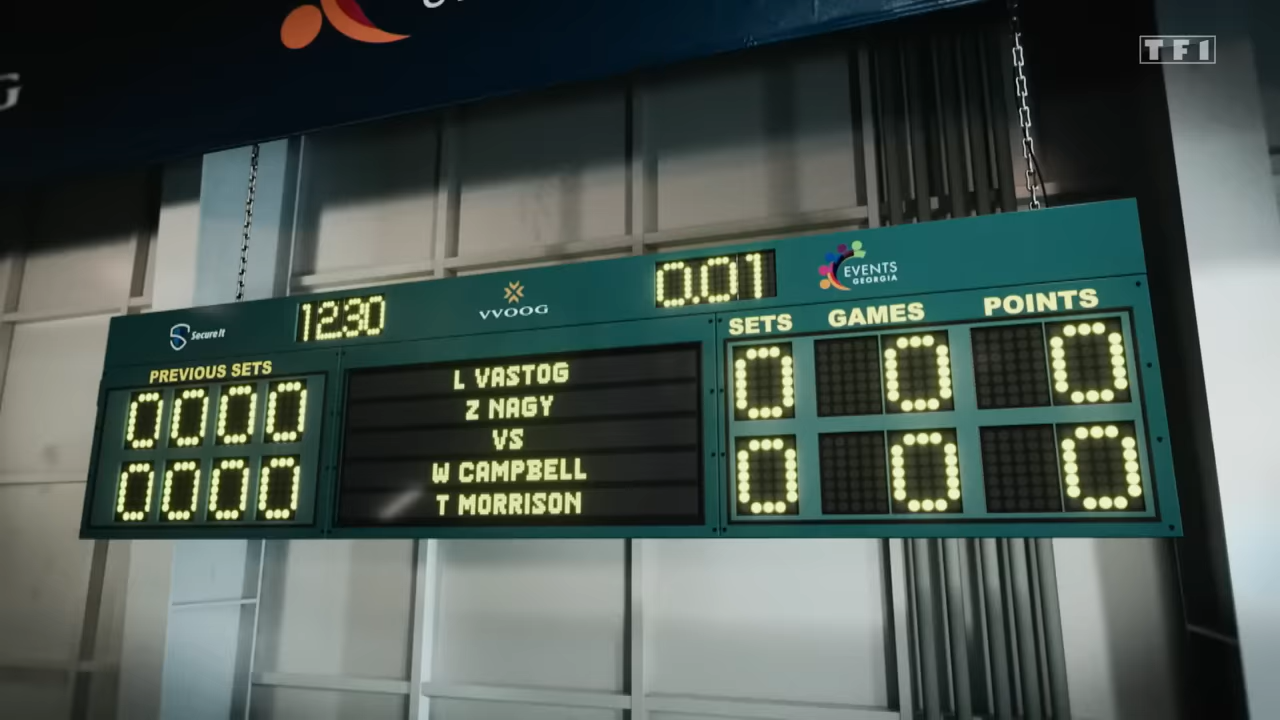 TF1
Secure It
12:30
VVOOG
0.01
EVENTS
GEORGIA
PREVIOUS SETS
0 0 0 0
0 0 0 0
L VASTOG
Z NAGY
VS
W CAMPBELL
T MORRISON
SETS GAMES POINTS
0 0 0
0 0 0